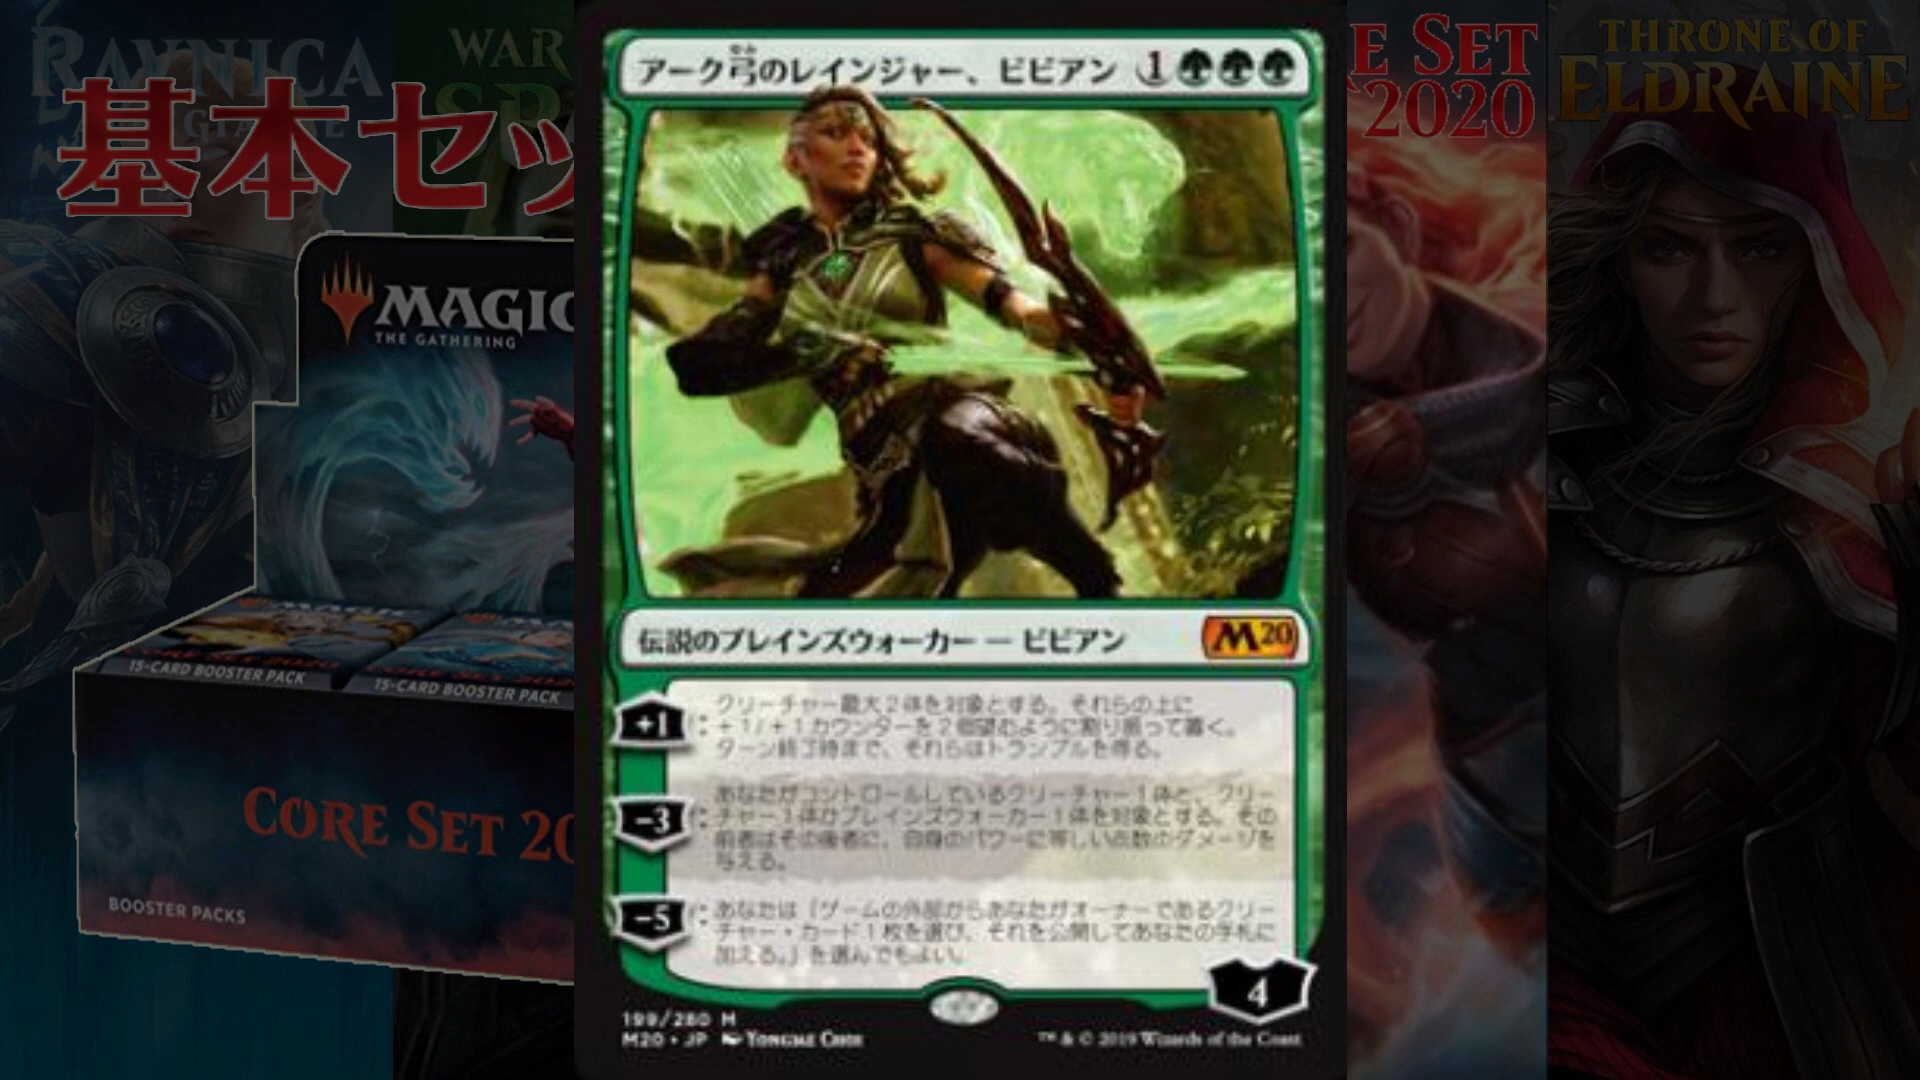 RAVNICA
WAR
基本セッ
MAGIC
THE GATHERING
15-CARD BOOSTER PACK
15-CARD BOOSTER PACK
CORE SET 20
BOOSTER PACKS
アーク弓のレインジャー、ビビアン 1
ゆみ
伝説のプレインズウォーカー ― ビビアン M20
+1: クリーチャー最大2体を対象とする。それらの上に
+1/+1カウンターを2個望むように割り振って置く。
ターン終了時まで、それらはトランプルを得る。
-3: あなたがコントロールしているクリーチャー1体と、クリー
チャー1体かプレインズウォーカー1体を対象とする。その
前者はその後者に、自身のパワーに等しい点数のダメージを
与える。
-5: あなたは「ゲームの外部からあなたがオーナーであるクリー
チャー・カード1枚を選び、それを公開してあなたの手札に
加える。」を選んでもよい。
4
199/280 M
M20・JP YONGJAE CHOI
™ & © 2019 Wizards of the Coast
E SET
2020
THRONE OF
ELDRAINE